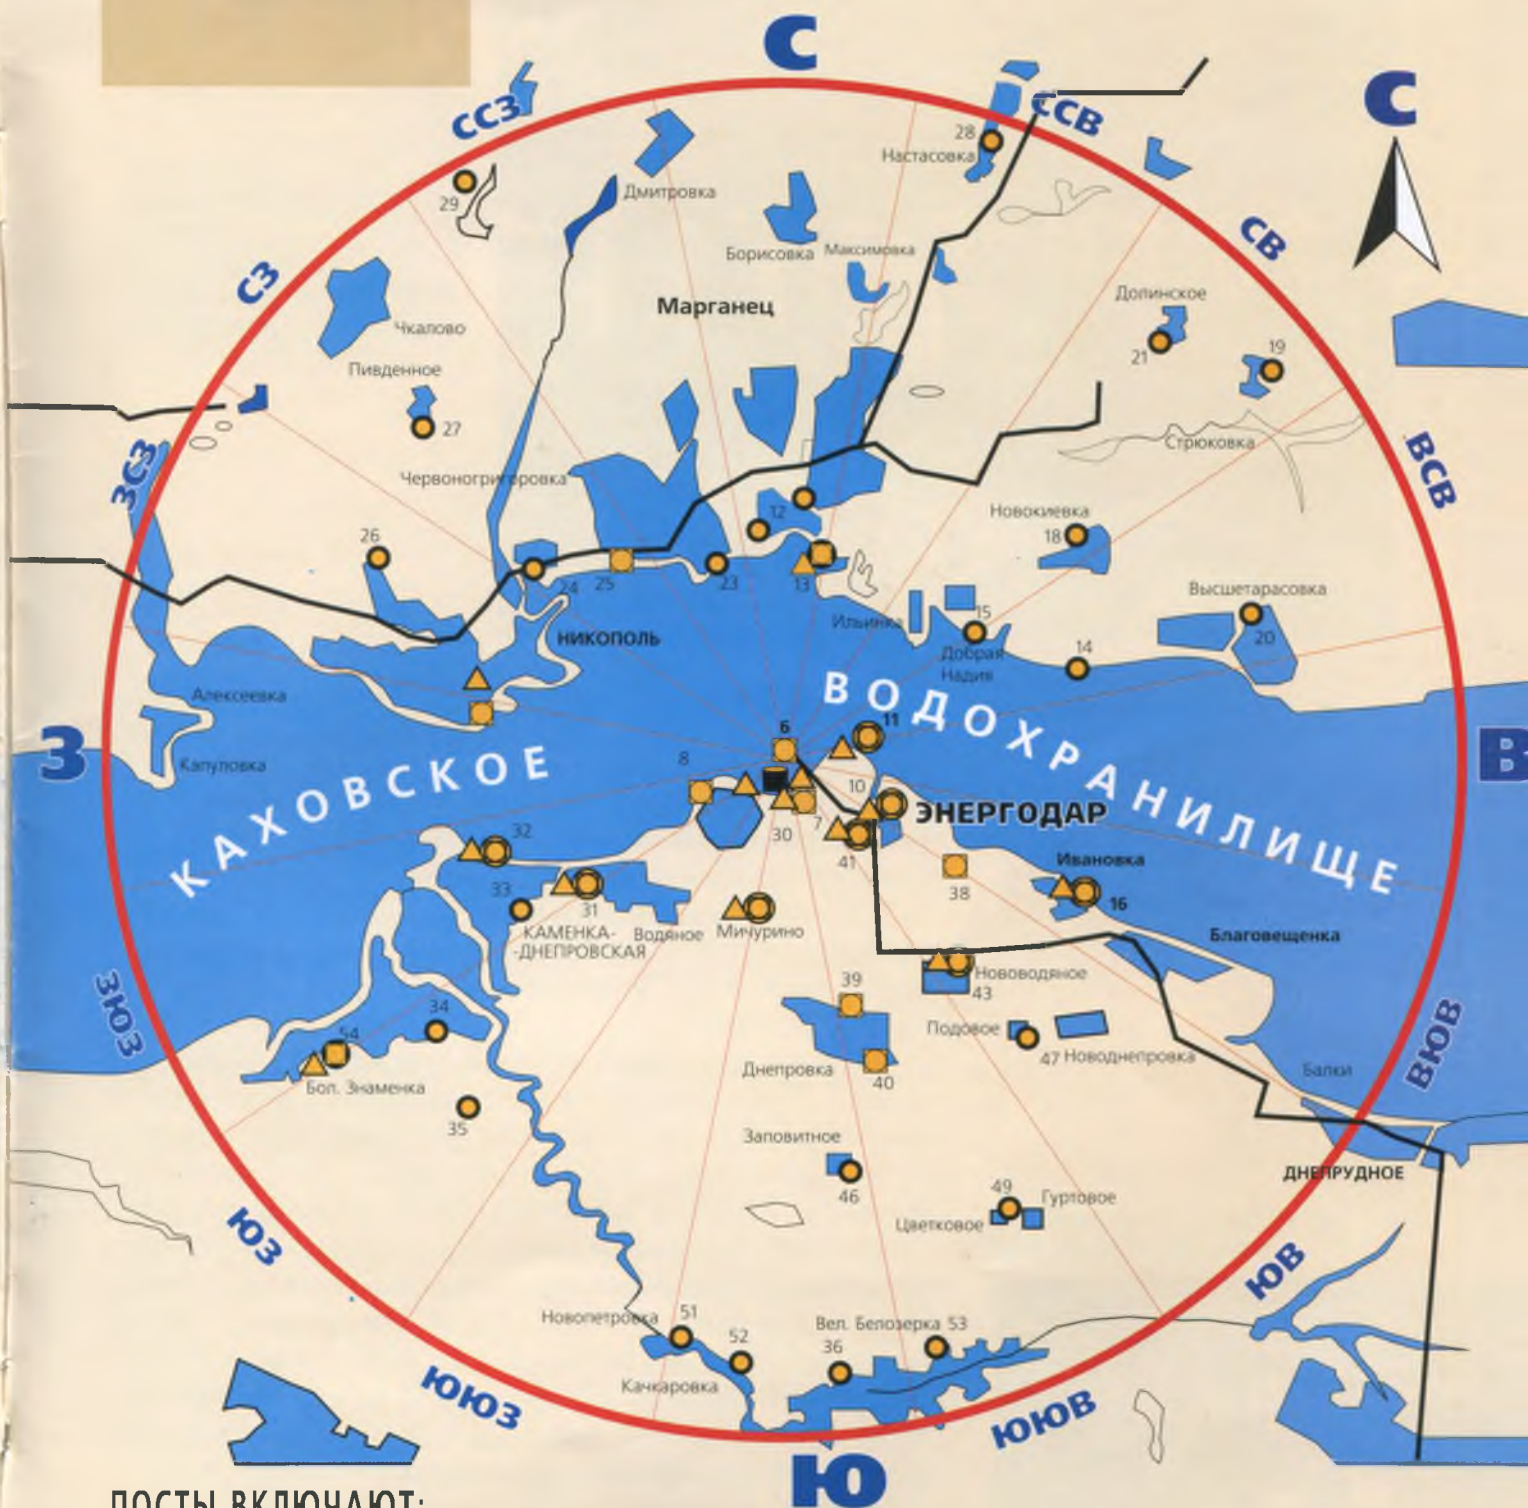 С
С
ССЗ
ССВ
28
Настасовка
29
Дмитровка
СВ
СЗ
Борисовка
Максимовка
Долинское
Марганец
21
19
Чкалово
Пивденное
27
Стрюковка
ВСВ
ЗСЗ
Червоногригоровка
12
Новокиевка
18
26
24
25
23
13
Высшетарасовка
15
Ильинка
НИКОПОЛЬ
20
14
Добрая
Надия
Алексеевка
ВОДОХРАНИЛИЩЕ
6
11
З
В
Капуловка
8
КАХОВСКОЕ
10
ЭНЕРГОДАР
7
30
32
41
Ивановка
33
31
38
16
КАМЕНКА-
-ДНЕПРОВСКАЯ
Водяное
Мичурино
Благовещенка
Нововодяное
43
39
ЗЮЗ
34
54
Подовое
47
Новоднепровка
ВЮВ
Днепровка
40
Балки
Бол. Знаменка
35
Заповитное
46
ДНЕПРУДНОЕ
49
Гуртовое
Цветковое
ЮЗ
ЮВ
Новопетровка
51
52
Вел. Белозерка
53
36
Качкаровка
ЮЮЗ
ЮЮВ
Ю
ПОСТЫ ВКЛЮЧАЮТ: